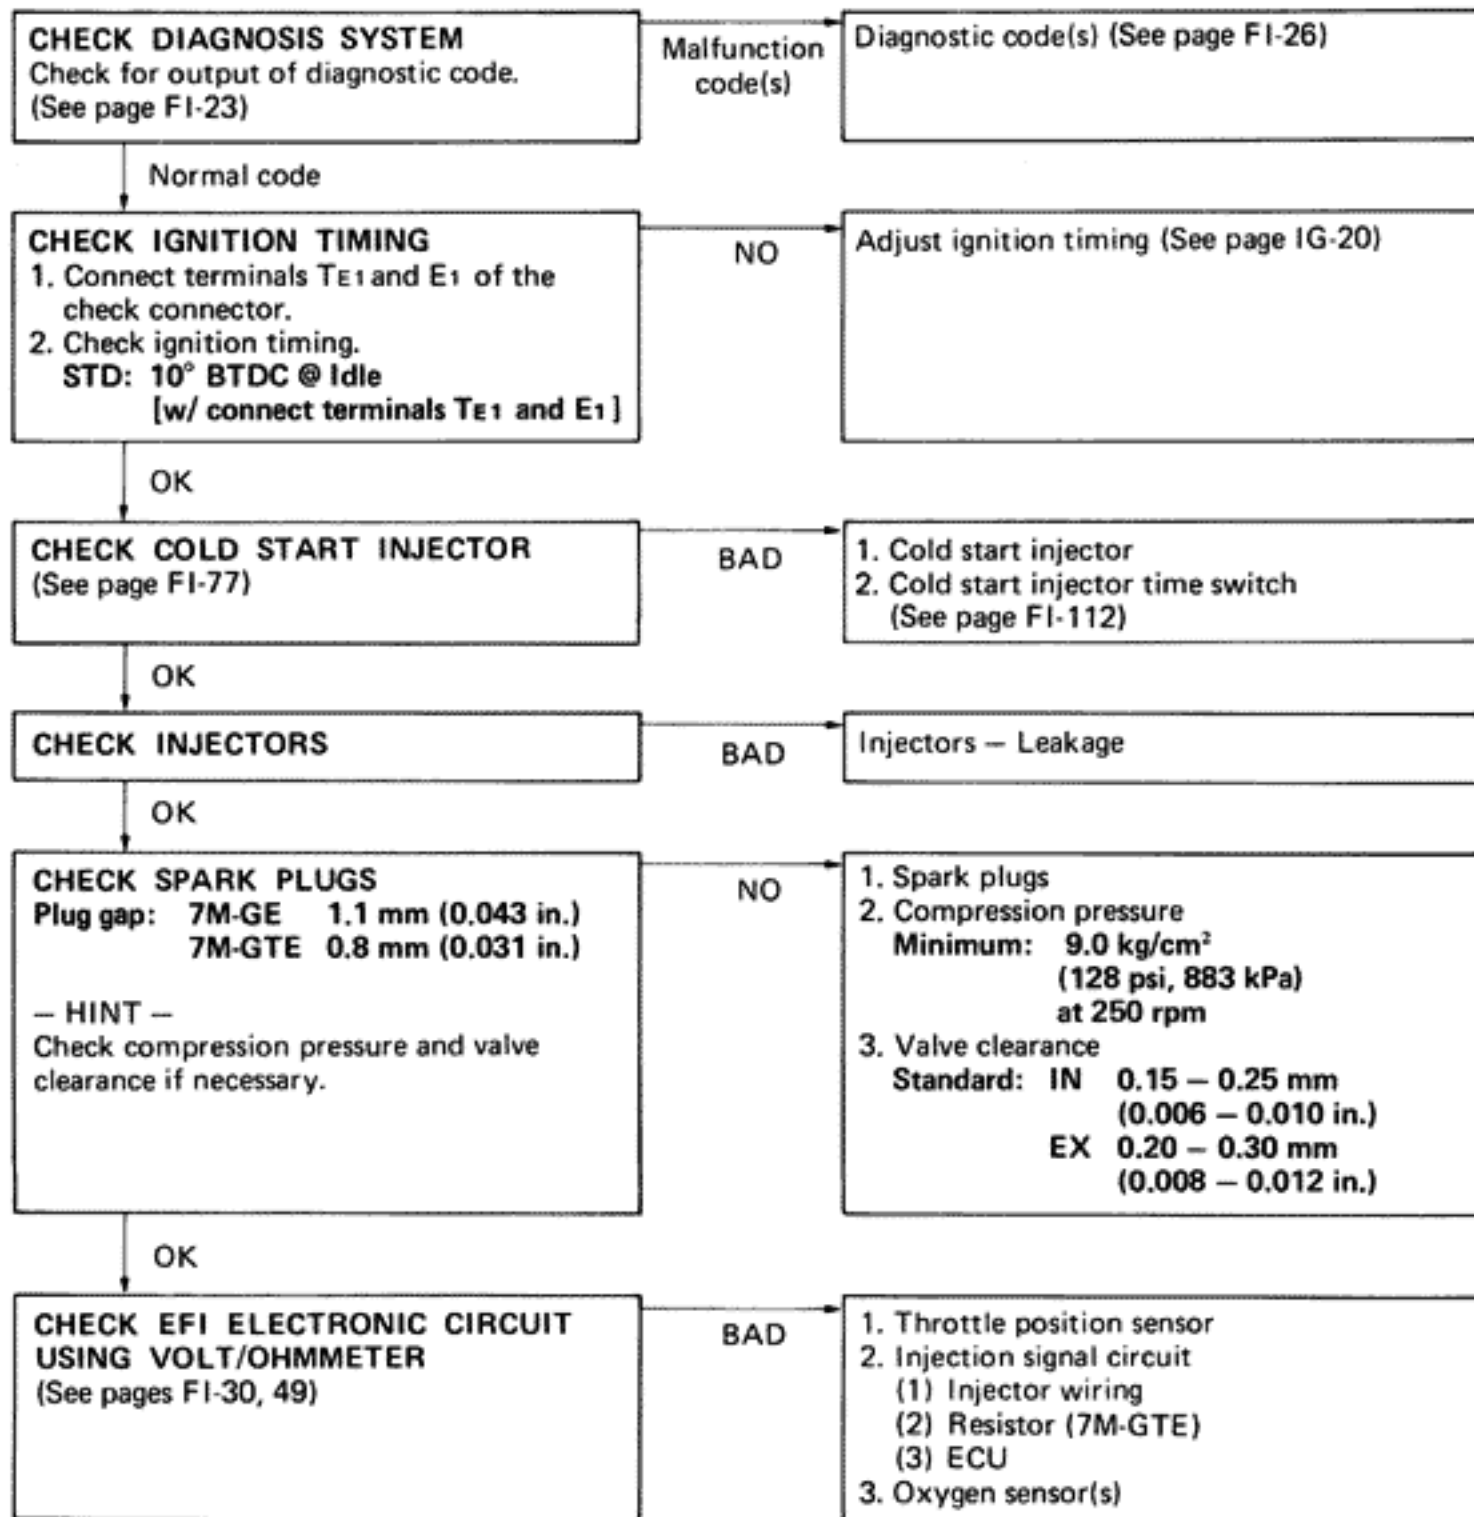 CHECK DIAGNOSIS SYSTEM
Check for output of diagnostic code.
(See page FI-23)
Malfunction
code(s)
Diagnostic code(s) (See page FI-26)
Normal code
CHECK IGNITION TIMING
1. Connect terminals TE1 and E1 of the
check connector.
2. Check ignition timing.
STD: 10° BTDC @ Idle
[w/ connect terminals TE1 and E1]
NO
Adjust ignition timing (See page IG-20)
OK
CHECK COLD START INJECTOR
(See page FI-77)
BAD
1. Cold start injector
2. Cold start injector time switch
(See page FI-112)
OK
CHECK INJECTORS
BAD
Injectors — Leakage
OK
CHECK SPARK PLUGS
Plug gap: 7M-GE 1.1 mm (0.043 in.)
7M-GTE 0.8 mm (0.031 in.)
— HINT —
Check compression pressure and valve
clearance if necessary.
NO
1. Spark plugs
2. Compression pressure
Minimum: 9.0 kg/cm²
(128 psi, 883 kPa)
at 250 rpm
3. Valve clearance
Standard: IN 0.15 — 0.25 mm
(0.006 — 0.010 in.)
EX 0.20 — 0.30 mm
(0.008 — 0.012 in.)
OK
CHECK EFI ELECTRONIC CIRCUIT
USING VOLT/OHMMETER
(See pages FI-30, 49)
BAD
1. Throttle position sensor
2. Injection signal circuit
(1) Injector wiring
(2) Resistor (7M-GTE)
(3) ECU
3. Oxygen sensor(s)